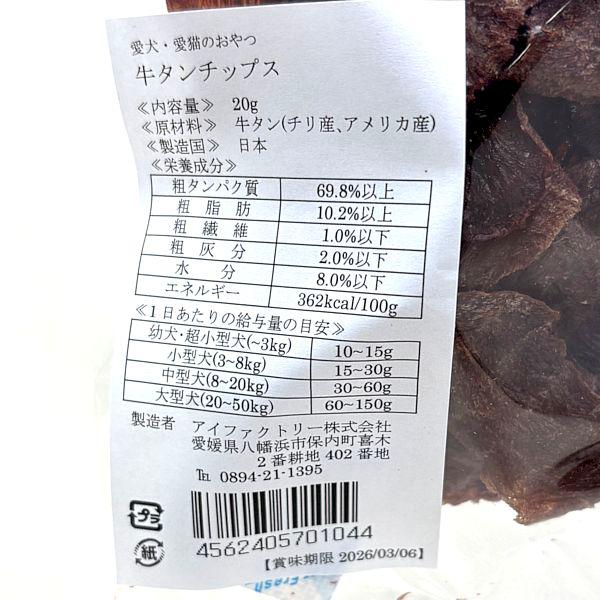 愛犬・愛猫のおやつ
牛タンチップス
≪内容量≫ 20g
≪原材料≫ 牛タン(チリ産､アメリカ産)
≪製造国≫ 日本
≪栄養成分≫
粗タンパク質 69.8%以上
粗脂肪 10.2%以上
粗繊維 1.0%以下
粗灰分 2.0%以下
水分 8.0%以下
エネルギー 362kcal/100g
≪1日あたりの給与量の目安≫
幼犬･超小型犬(~3kg) 10~15g
小型犬(3~8kg) 15~30g
中型犬(8~20kg) 30~60g
大型犬(20~50kg) 60~150g
製造者 アイファクトリー株式会社
愛媛県八幡浜市保内町喜木
2番耕地 402番地
℡ 0894-21-1395
プラ
紙
4562405701044
【賞味期限 2026/03/06】
Fresh